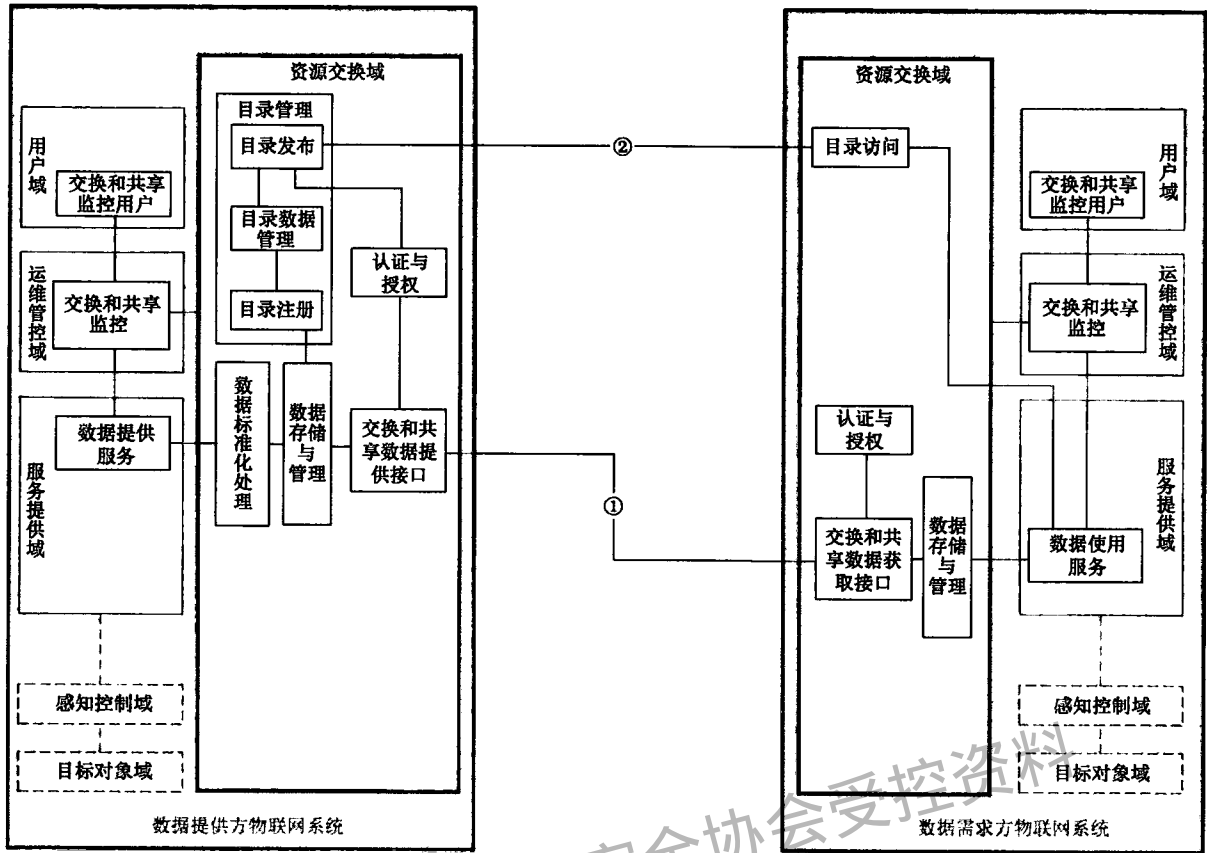 资源交换域
目录管理
目录发布
用户域
交换和共享
监控用户
目录数据
管理
认证与
授权
运维管控域
交换和共享
监控
目录注册
服务提供域
数据提供
服务
数据标准化处理
数据
存储
与
管理
交换和共
享数据提
供接口
感知控制域
目标对象域
数据提供方物联网系统
②
①
资源交换域
目录访问
用户域
交换和共享
监控用户
运维管控域
交换和共享
监控
认证与
授权
服务提供域
交换和共
享数据获
取接口
数据
存储
与
管理
数据使用
服务
感知控制域
目标对象域
数据需求方物联网系统
全协会受控资料